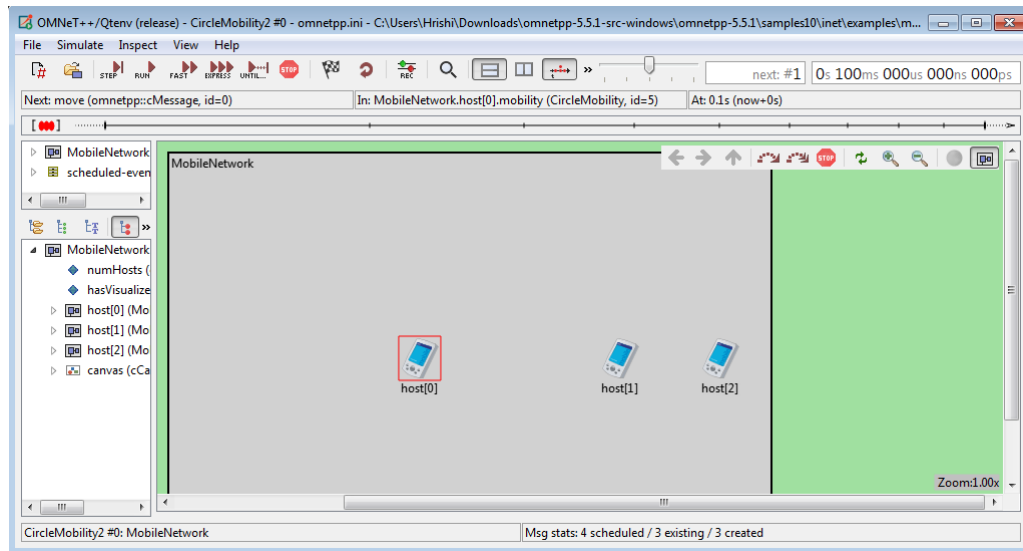 OMNeT++/Qtenv (release) - CircleMobility2 #0 - omnetpp.ini - C:\Users\Hrishi\Downloads\omnetpp-5.5.1-src-windows\omnetpp-5.5.1\samples10\inet\examples\m...
File Simulate Inspect View Help
STEP RUN FAST EXPRESS UNTIL... STOP REC » next: #1 0s 100ms 000us 000ns 000ps
Next: move (omnetpp::cMessage, id=0) In: MobileNetwork.host[0].mobility (CircleMobility, id=5) At: 0.1s (now+0s)
MobileNetwork
scheduled-even
»
MobileNetwork
numHosts (
hasVisualize
host[0] (Mo
host[1] (Mo
host[2] (Mo
canvas (cCa
MobileNetwork
STOP
host[0] host[1] host[2]
Zoom:1.00x
CircleMobility2 #0: MobileNetwork Msg stats: 4 scheduled / 3 existing / 3 created